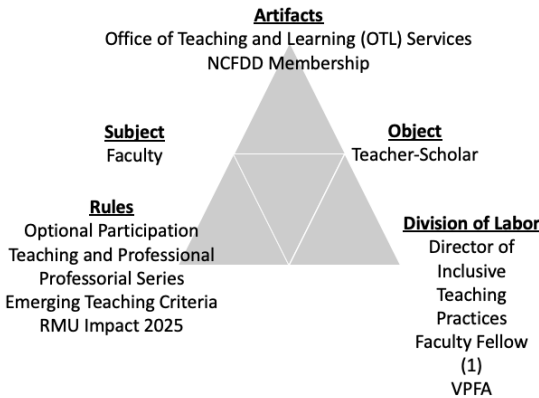 Artifacts
Office of Teaching and Learning (OTL) Services
NCFDD Membership
Subject
Faculty
Object
Teacher-Scholar
Rules
Optional Participation
Teaching and Professional
Professorial Series
Emerging Teaching Criteria
RMU Impact 2025
Division of Labor
Director of
Inclusive
Teaching
Practices
Faculty Fellow
(1)
VPFA